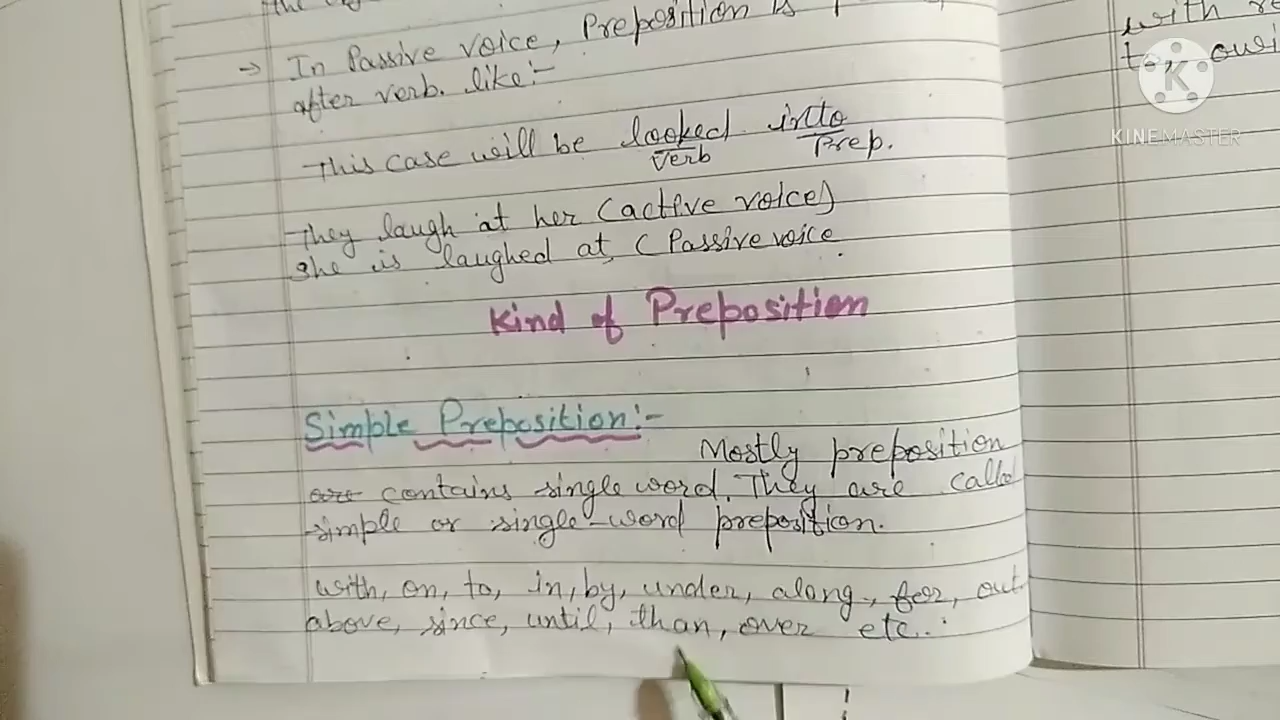 the
→ In Passive voice, Preposition is
after verb. like:-
This case will be looked into
Verb Prep.
They laugh at her (active voice)
She is laughed at (Passive voice
Kind of Preposition
Simple Preposition:-
Mostly preposition
are contains single word. They are called
simple or single-word preposition.
with, on, to, in, by, under, along, for, out
above, since, until, than, over etc..
with
to,
K
KINEMASTER